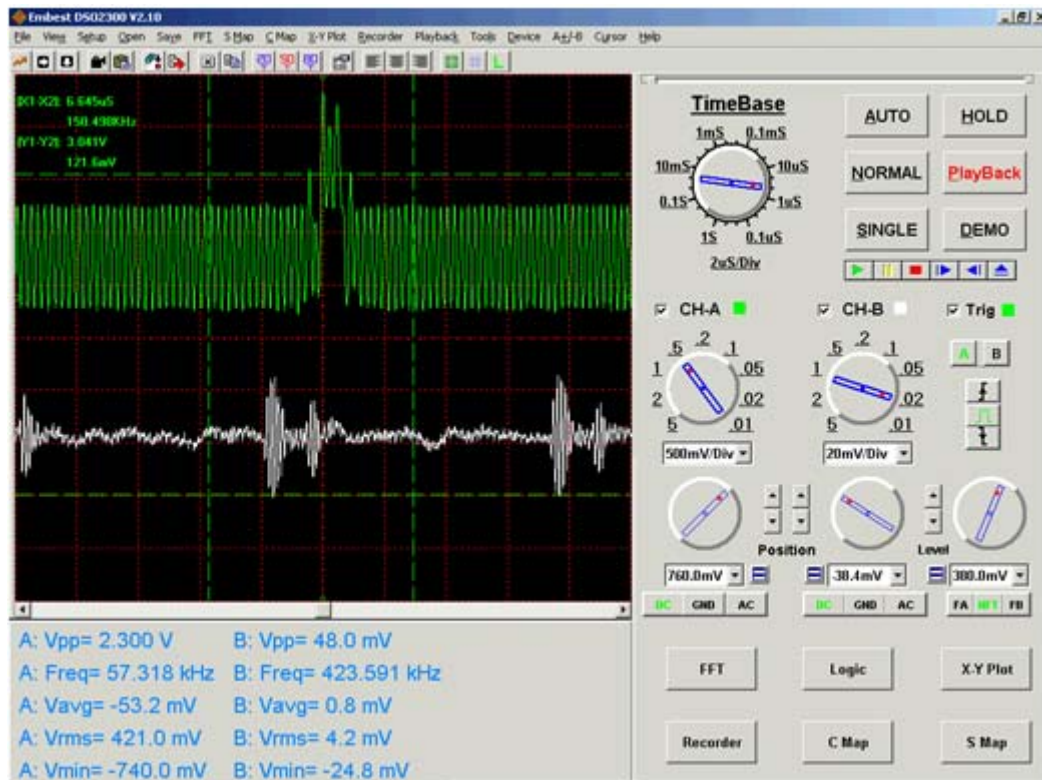 Embest DSO2300 V2.10
File View Setup Open Save FFT S Map C Map X-Y Plot Recorder Playback Tools Device A+/-B Cursor Help
|X1-X2|: 6.645uS
150.498KHz
|Y1-Y2|: 3.041V
121.6mV
TimeBase
1mS 0.1mS
10mS 10uS
0.1S 1uS
1S 0.1uS
2uS/Div
AUTO HOLD
NORMAL PlayBack
SINGLE DEMO
CH-A CH-B Trig
.5 .2 .1
1 .05
2 .02
5 .01
500mV/Div
.5 .2 .1
1 .05
2 .02
5 .01
20mV/Div
A B
Position Level
760.0mV -38.4mV 380.0mV
DC GND AC DC GND AC FA NFT FB
FFT Logic X-Y Plot
Recorder C Map S Map
A: Vpp= 2.300 V B: Vpp= 48.0 mV
A: Freq= 57.318 kHz B: Freq= 423.591 kHz
A: Vavg= -53.2 mV B: Vavg= 0.8 mV
A: Vrms= 421.0 mV B: Vrms= 4.2 mV
A: Vmin= -740.0 mV B: Vmin= -24.8 mV